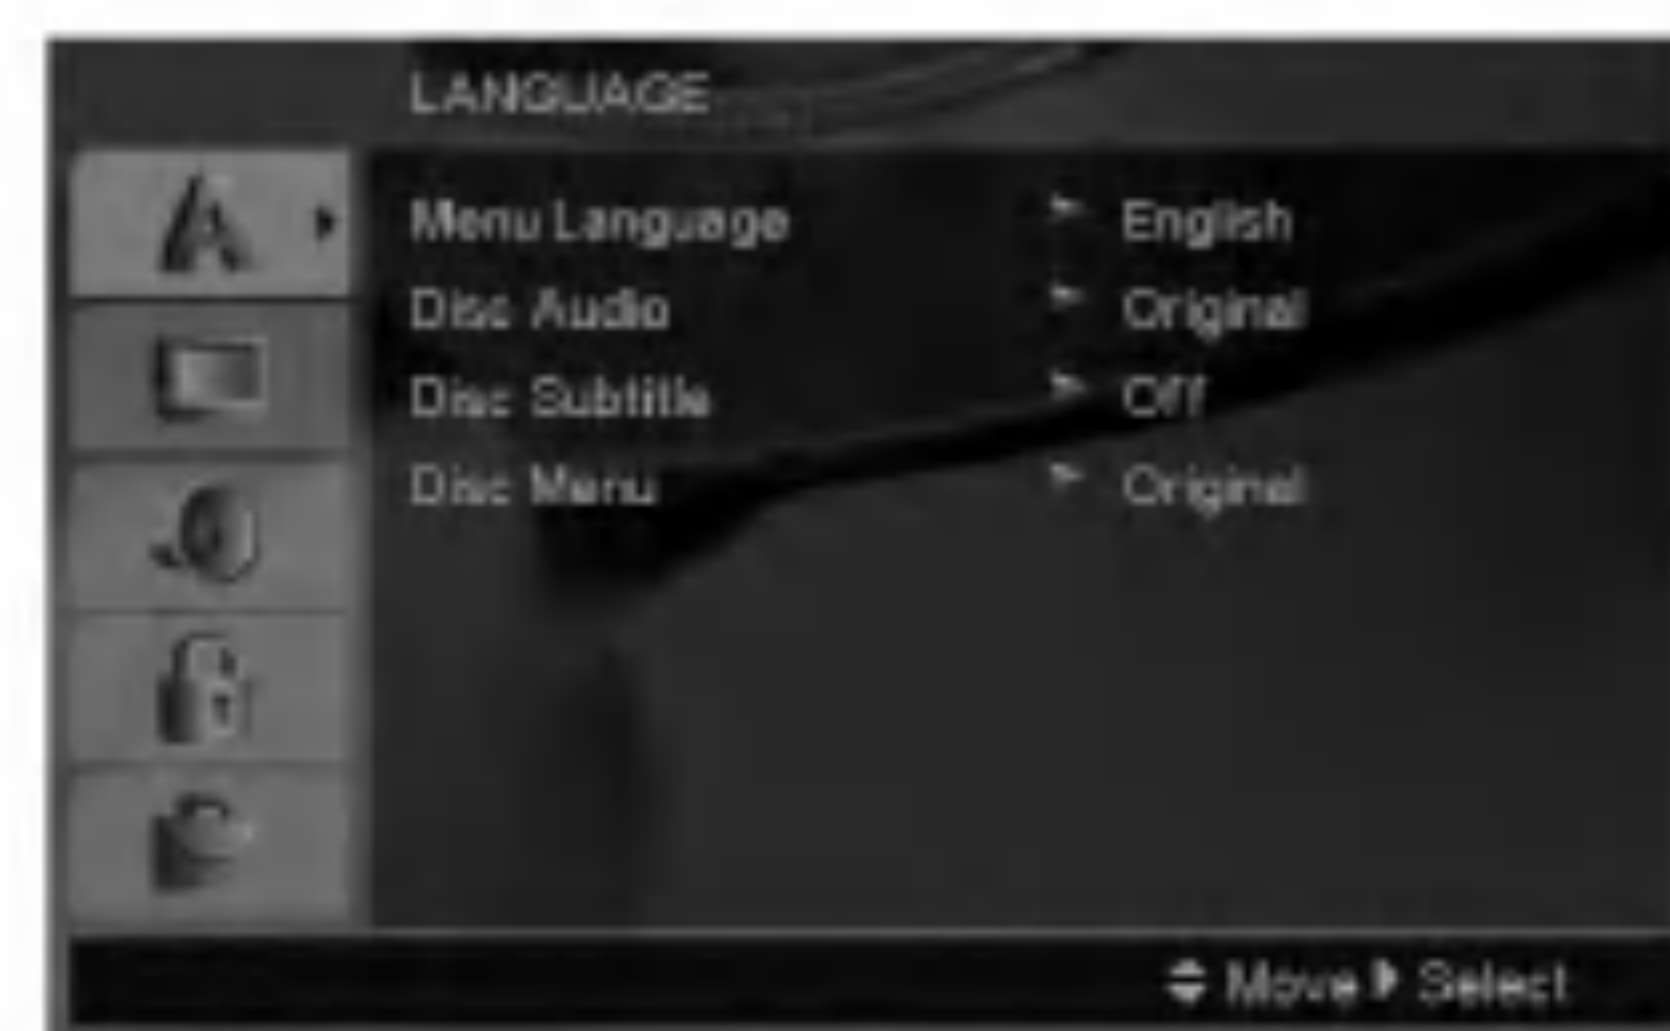 LANGUAGE
Menu Language English
Disc Audio Original
Disc Subtitle Off
Disc Menu Original
Move Select